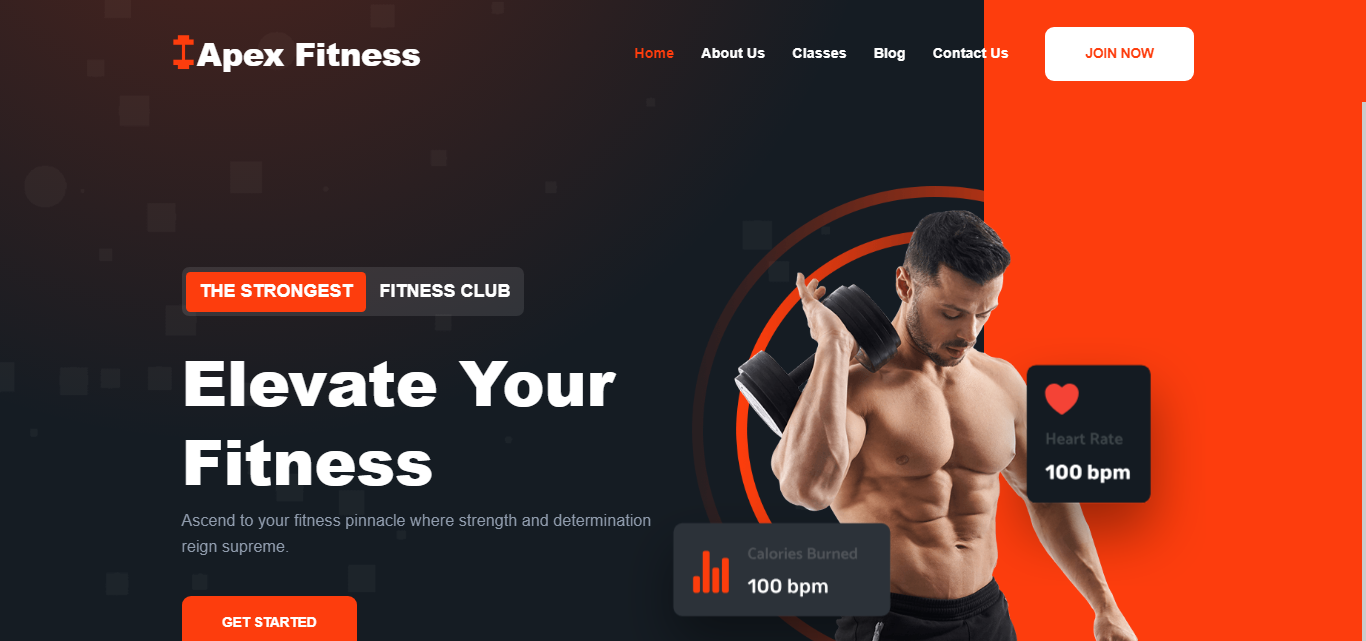 Apex Fitness
Home About Us Classes Blog Contact Us JOIN NOW
THE STRONGEST FITNESS CLUB
Elevate Your
Fitness
Ascend to your fitness pinnacle where strength and determination
reign supreme.
GET STARTED
Heart Rate
100 bpm
Calories Burned
100 bpm